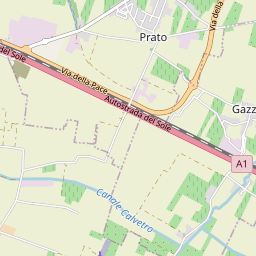 Prato
del Sole
Via della Pace
Via della
Autostrada del Sole
Gazz
A1
Canale Calvetro